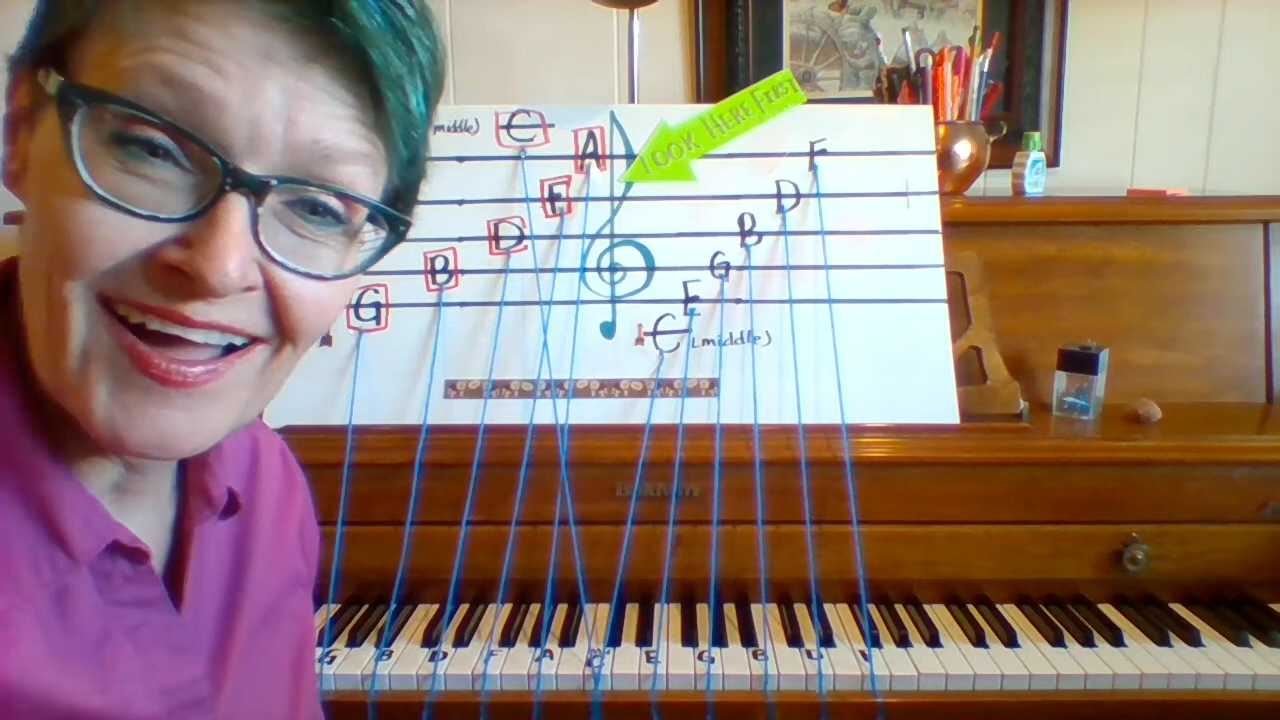 LOOK HERE FIRST
middle) C
A
F
D
B
G
F
D
B
G
E
C (middle)
G B D F A C E G B D F